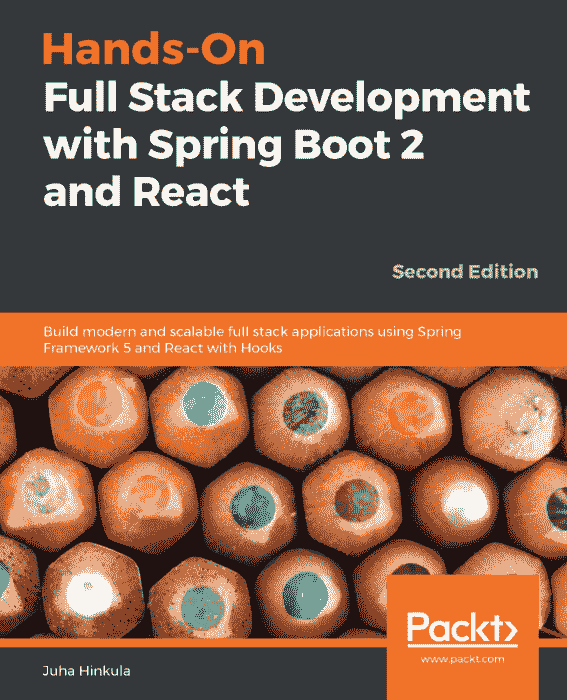 Hands-On
Full Stack Development
with Spring Boot 2
and React
Second Edition
Build modern and scalable full stack applications using Spring
Framework 5 and React with Hooks
Packt>
www.packt.com
Juha Hinkula